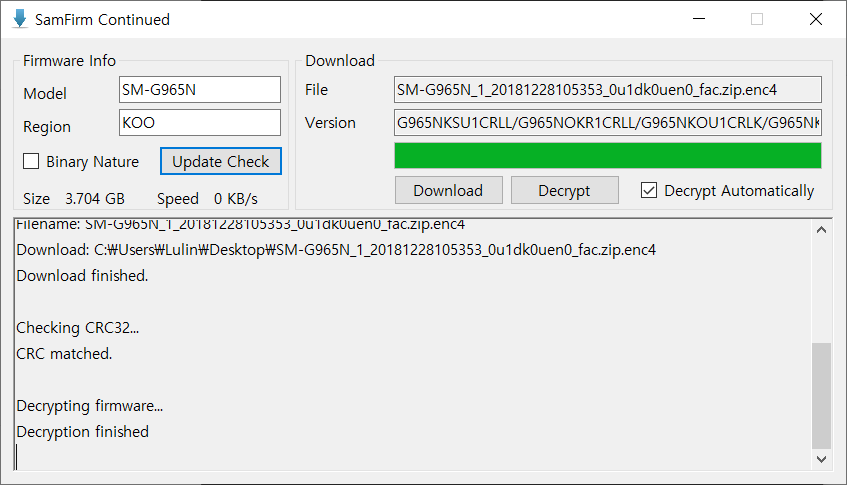 SamFirm Continued
Firmware Info
Model SM-G965N
Region KOO
Binary Nature Update Check
Size 3.704 GB Speed 0 KB/s
Download
File SM-G965N_1_20181228105353_0u1dk0uen0_fac.zip.enc4
Version G965NKSU1CRLL/G965NOKR1CRLL/G965NKOU1CRLK/G965NK
Download Decrypt Decrypt Automatically
Filename: SM-G965N_1_20181228105353_0u1dk0uen0_fac.zip.enc4
Download: C:₩Users₩Lulin₩Desktop₩SM-G965N_1_20181228105353_0u1dk0uen0_fac.zip.enc4
Download finished.
Checking CRC32...
CRC matched.
Decrypting firmware...
Decryption finished